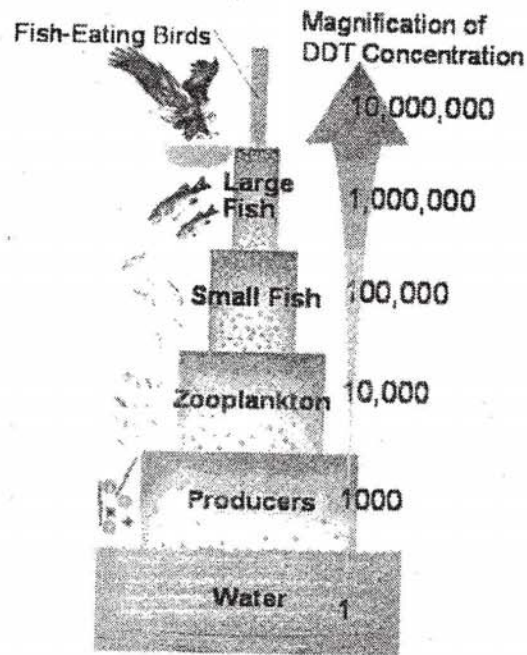 Fish-Eating Birds
Magnification of
DDT Concentration
10,000,000
Large
Fish
1,000,000
Small Fish
100,000
Zooplankton
10,000
Producers
1000
Water
1